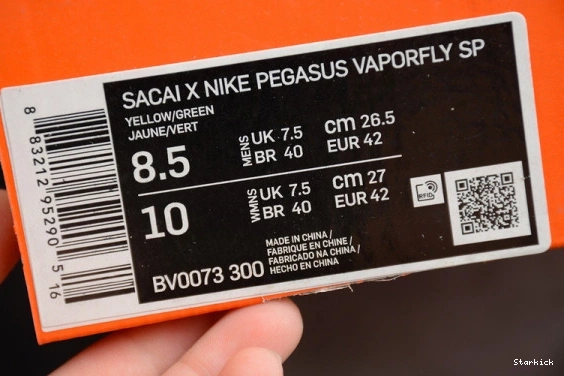 SACAI X NIKE PEGASUS VAPORFLY SP
YELLOW/GREEN
JAUNE/VERT
8.5
MENS
UK 7.5
BR 40
cm 26.5
EUR 42
10
WMNS
UK 7.5
BR 40
cm 27
EUR 42
RFID
BV0073 300
MADE IN CHINA /
FABRIQUE EN CHINE /
FABRICADO NA CHINA /
HECHO EN CHINA
8 83212 95290 5 16
Starkick